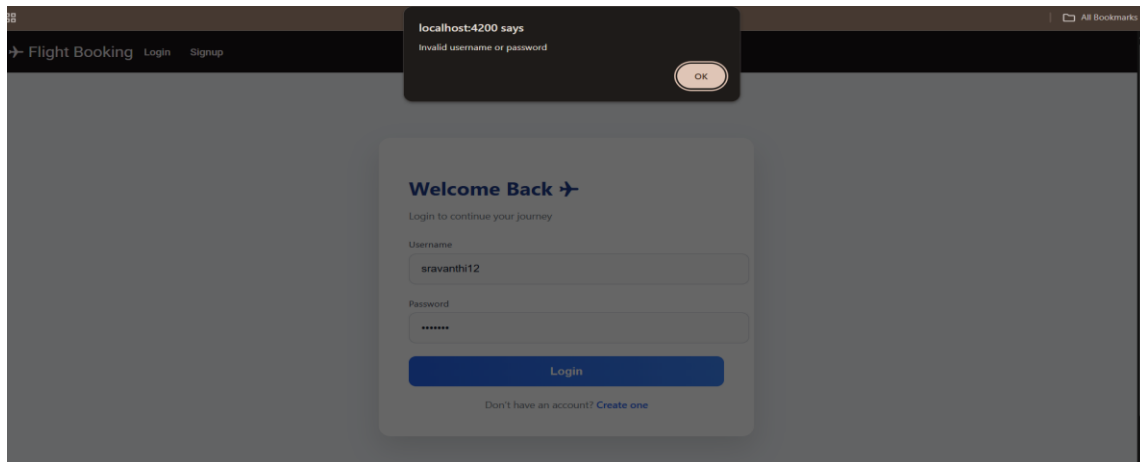 All Bookmarks
localhost:4200 says
Invalid username or password
OK
✈ Flight Booking Login Signup
Welcome Back ✈
Login to continue your journey
Username
sravanthi12
Password
•••••••
Login
Don't have an account? Create one